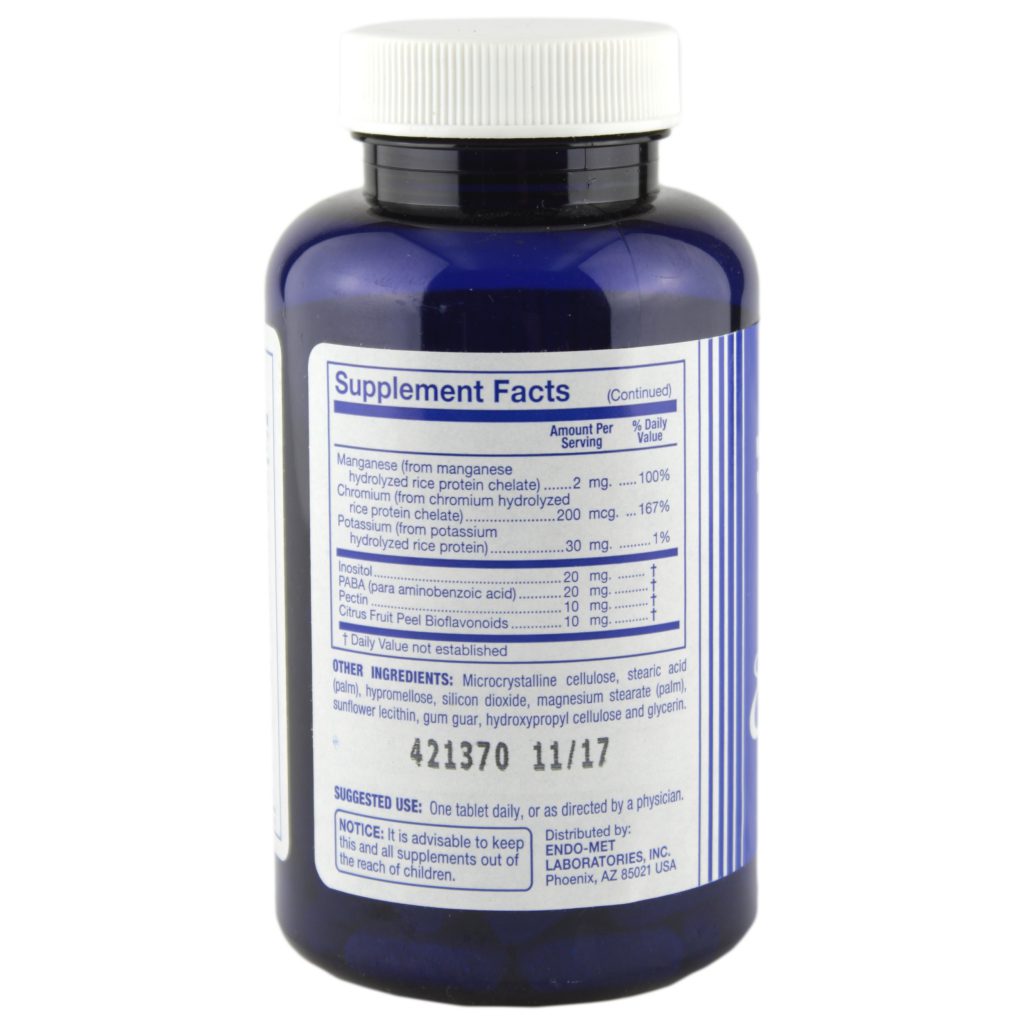 Supplement Facts (Continued)
Amount Per Serving % Daily Value
Manganese (from manganese
hydrolyzed rice protein chelate) .......2 mg. .....100%
Chromium (from chromium hydrolyzed
rice protein chelate)...................200 mcg. ...167%
Potassium (from potassium
hydrolyzed rice protein)................30 mg. .........1%
Inositol........................................20 mg. ....... †
PABA (para aminobenzoic acid) .........20 mg. ......... †
Pectin .........................................10 mg. ......... †
Citrus Fruit Peel Bioflavonoids ...........10 mg. ......... †
† Daily Value not established
OTHER INGREDIENTS: Microcrystalline cellulose, stearic acid
(palm), hypromellose, silicon dioxide, magnesium stearate (palm),
sunflower lecithin, gum guar, hydroxypropyl cellulose and glycerin.
421370 11/17
SUGGESTED USE: One tablet daily, or as directed by a physician.
NOTICE: It is advisable to keep
this and all supplements out of
the reach of children.
Distributed by:
ENDO-MET
LABORATORIES, INC.
Phoenix, AZ 85021 USA